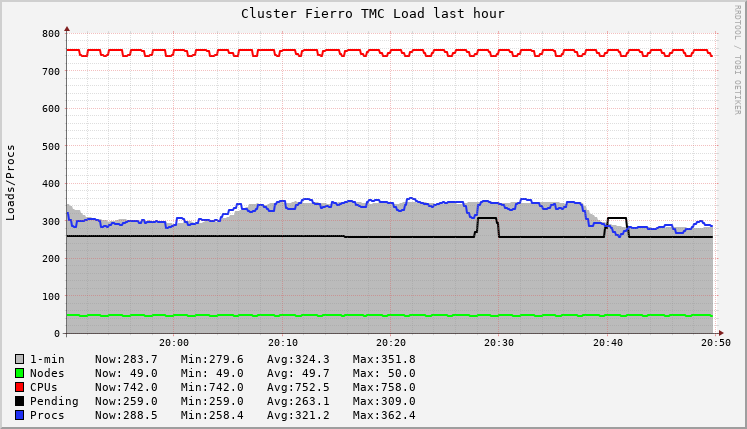 Cluster Fierro TMC Load last hour
RRDTOOL / TOBI OETIKER
Loads/Procs
800
700
600
500
400
300
200
100
0
20:00 20:10 20:20 20:30 20:40 20:50
1-min Now:283.7 Min:279.6 Avg:324.3 Max:351.8
Nodes Now: 49.0 Min: 49.0 Avg: 49.7 Max: 50.0
CPUs Now:742.0 Min:742.0 Avg:752.5 Max:758.0
Pending Now:259.0 Min:259.0 Avg:263.1 Max:309.0
Procs Now:288.5 Min:258.4 Avg:321.2 Max:362.4